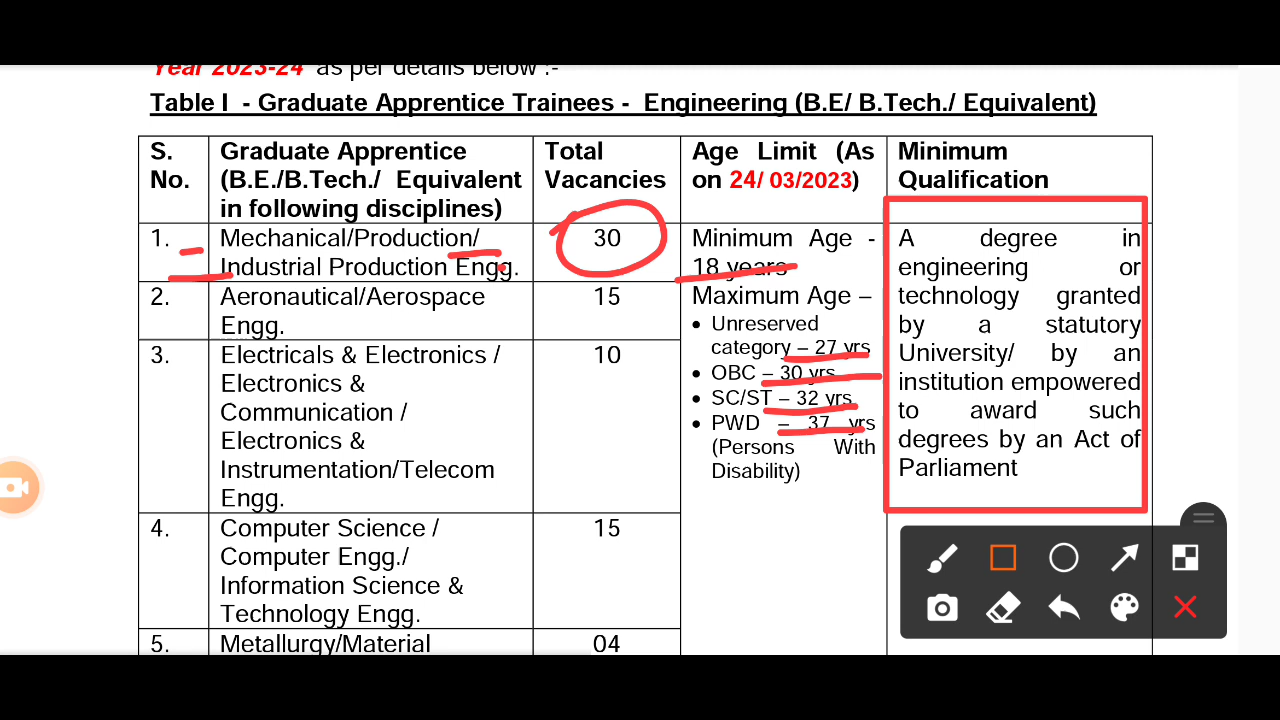 Year 2023-24 as per details below :-
Table I - Graduate Apprentice Trainees - Engineering (B.E/ B.Tech./ Equivalent)
S. No.
Graduate Apprentice
(B.E./B.Tech./ Equivalent
in following disciplines)
Total
Vacancies
Age Limit (As
on 24/ 03/2023)
Minimum
Qualification
1.
Mechanical/Production/
Industrial Production Engg.
30
Minimum Age -
18 years
Maximum Age –
• Unreserved
category – 27 yrs
• OBC – 30 yrs
• SC/ST – 32 yrs
• PWD – 37 yrs
(Persons With
Disability)
A degree in
engineering or
technology granted
by a statutory
University/ by an
institution empowered
to award such
degrees by an Act of
Parliament
2.
Aeronautical/Aerospace
Engg.
15
3.
Electricals & Electronics /
Electronics &
Communication /
Electronics &
Instrumentation/Telecom
Engg.
10
4.
Computer Science /
Computer Engg./
Information Science &
Technology Engg.
15
5.
Metallurgy/Material
04